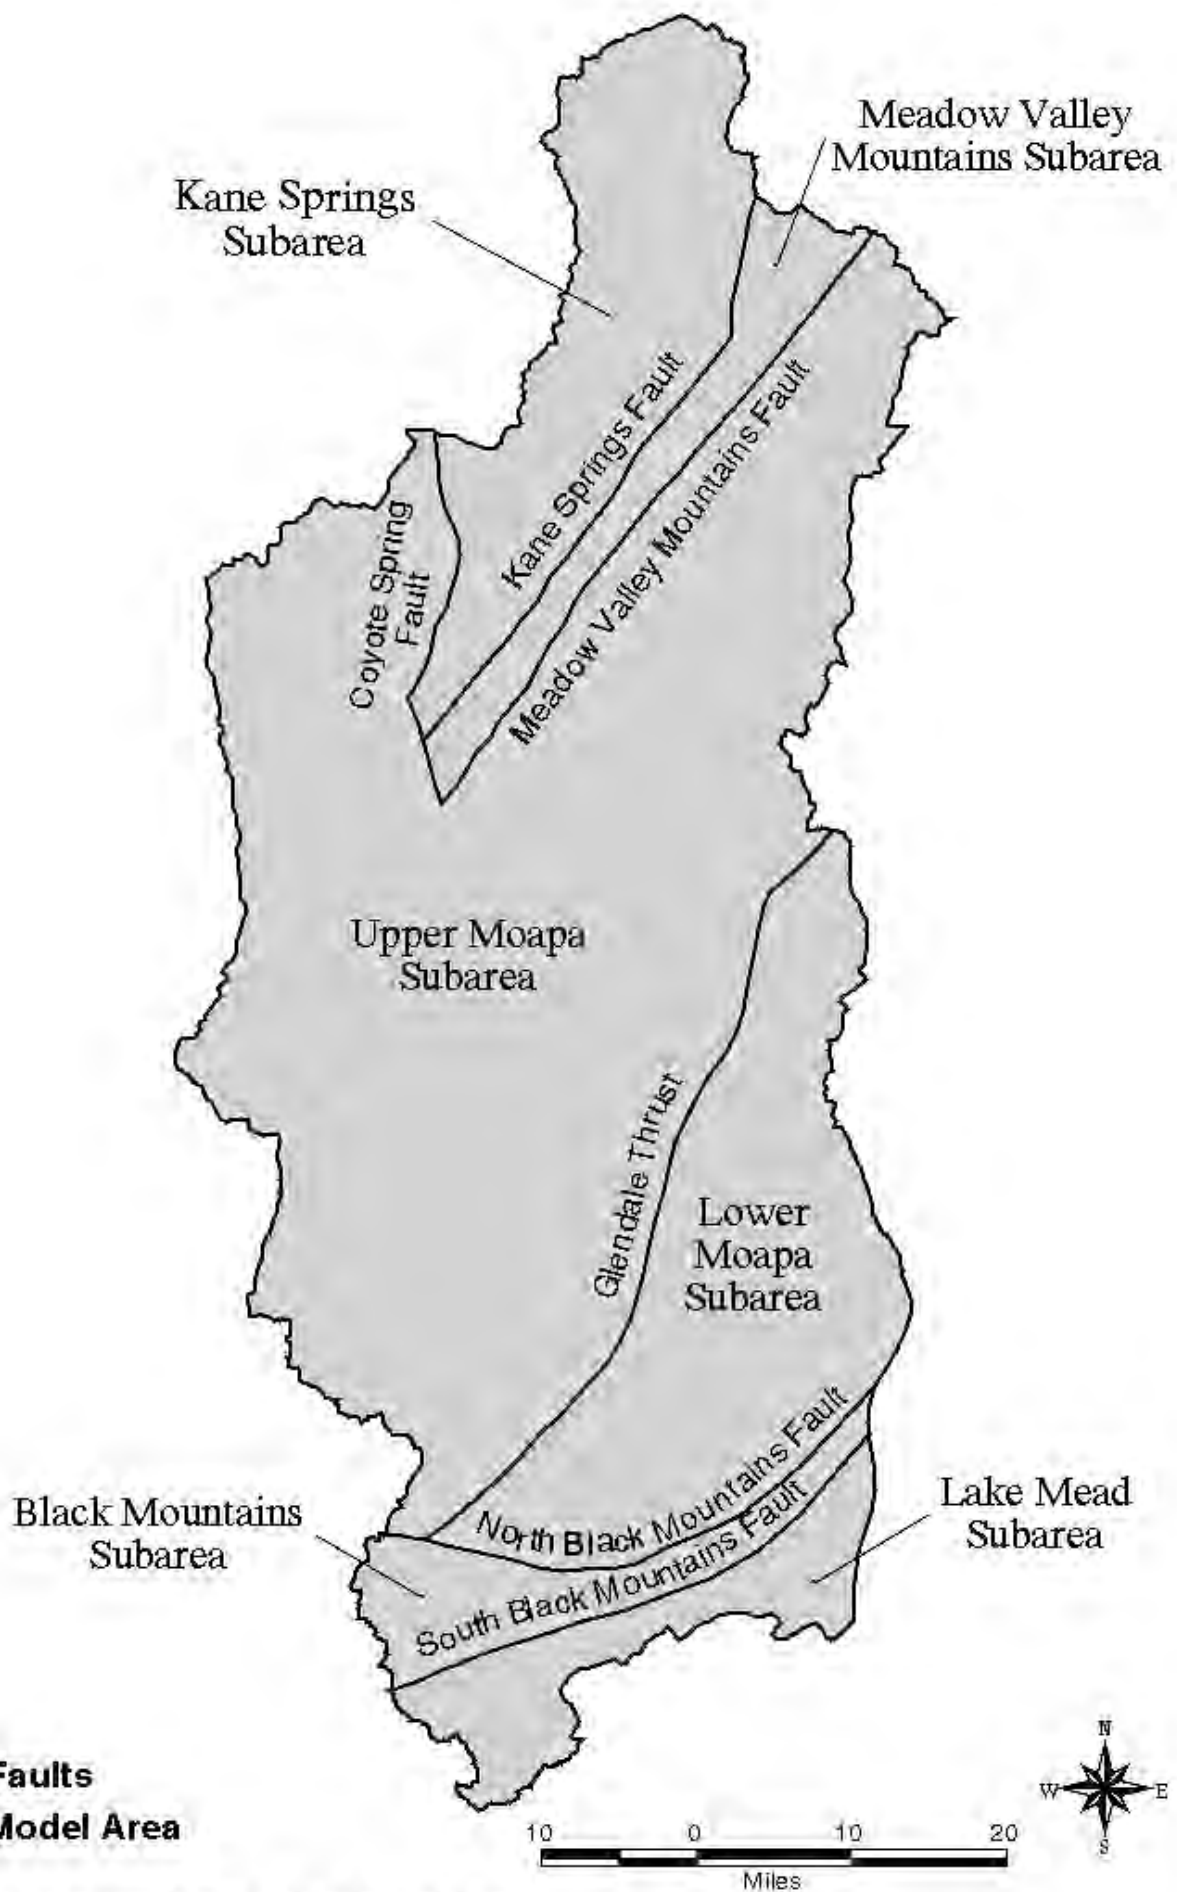 Meadow Valley
Mountains Subarea
Kane Springs
Subarea
Kane Springs Fault
Meadow Valley Mountains Fault
Coyote Spring
Fault
Upper Moapa
Subarea
Glendale Thrust
Lower
Moapa
Subarea
North Black Mountains Fault
South Black Mountains Fault
Black Mountains
Subarea
Lake Mead
Subarea
Faults
Model Area
N
W E
S
10 0 10 20
Miles